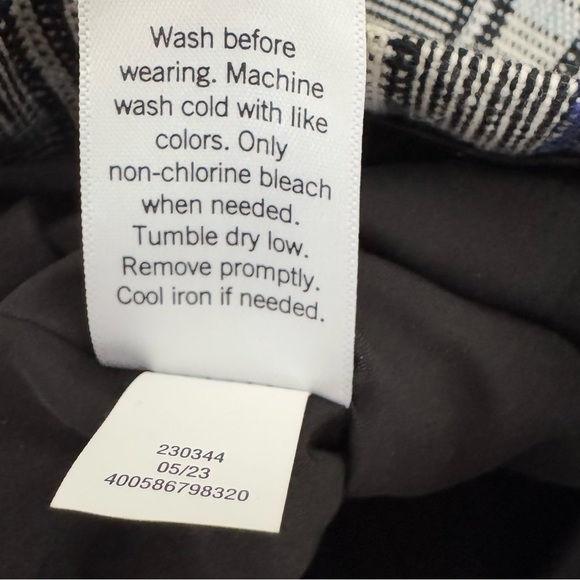 Wash before
wearing. Machine
wash cold with like
colors. Only
non-chlorine bleach
when needed.
Tumble dry low.
Remove promptly.
Cool iron if needed.
230344
05/23
400586798320